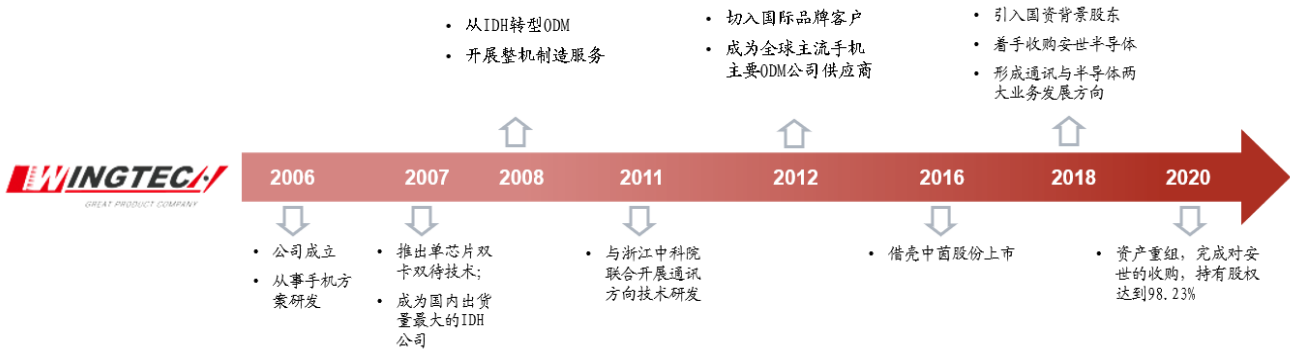 从IDH转型ODM
开展整机制造服务
切入国际品牌客户
成为全球主流手机
主要ODM公司供应商
引入国资背景股东
着手收购安世半导体
形成通讯与半导体两
大业务发展方向
WINGTECH
GREAT PRODUCT COMPANY
2006
2007
2008
2011
2012
2016
2018
2020
公司成立
从事手机方
案研发
推出单芯片双
卡双待技术;
成为国内出货
量最大的IDH
公司
与浙江中科院
联合开展通讯
方向技术研发
借壳中茵股份上市
资产重组，完成对安
世的收购，持有股权
达到98.23%